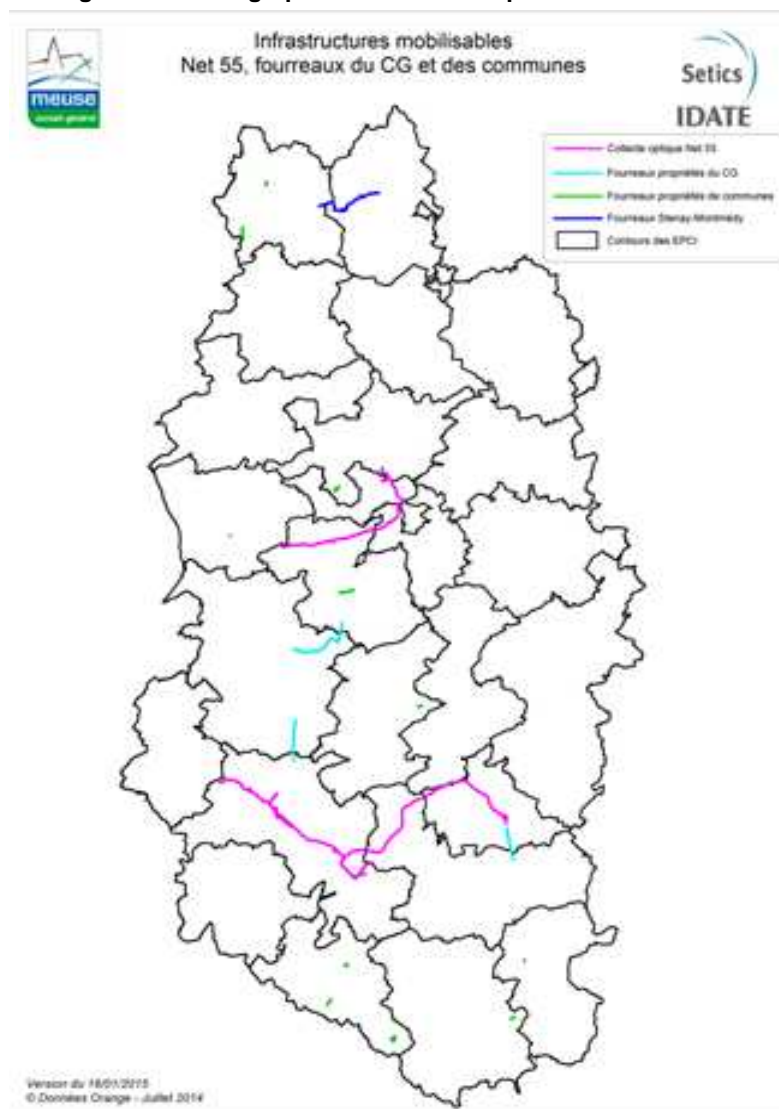 Infrastructures mobilisables
Net 55, fourreaux du CG et des communes
meuse
conseil général
Setics
IDATE
Collecte optique Net 55
Fourreaux propriétés du CG
Fourreaux propriétés de communes
Fourreaux Stenay-Montmédy
Contours des EPCI
Version du 16/01/2015
© Données Orange - Juillet 2014